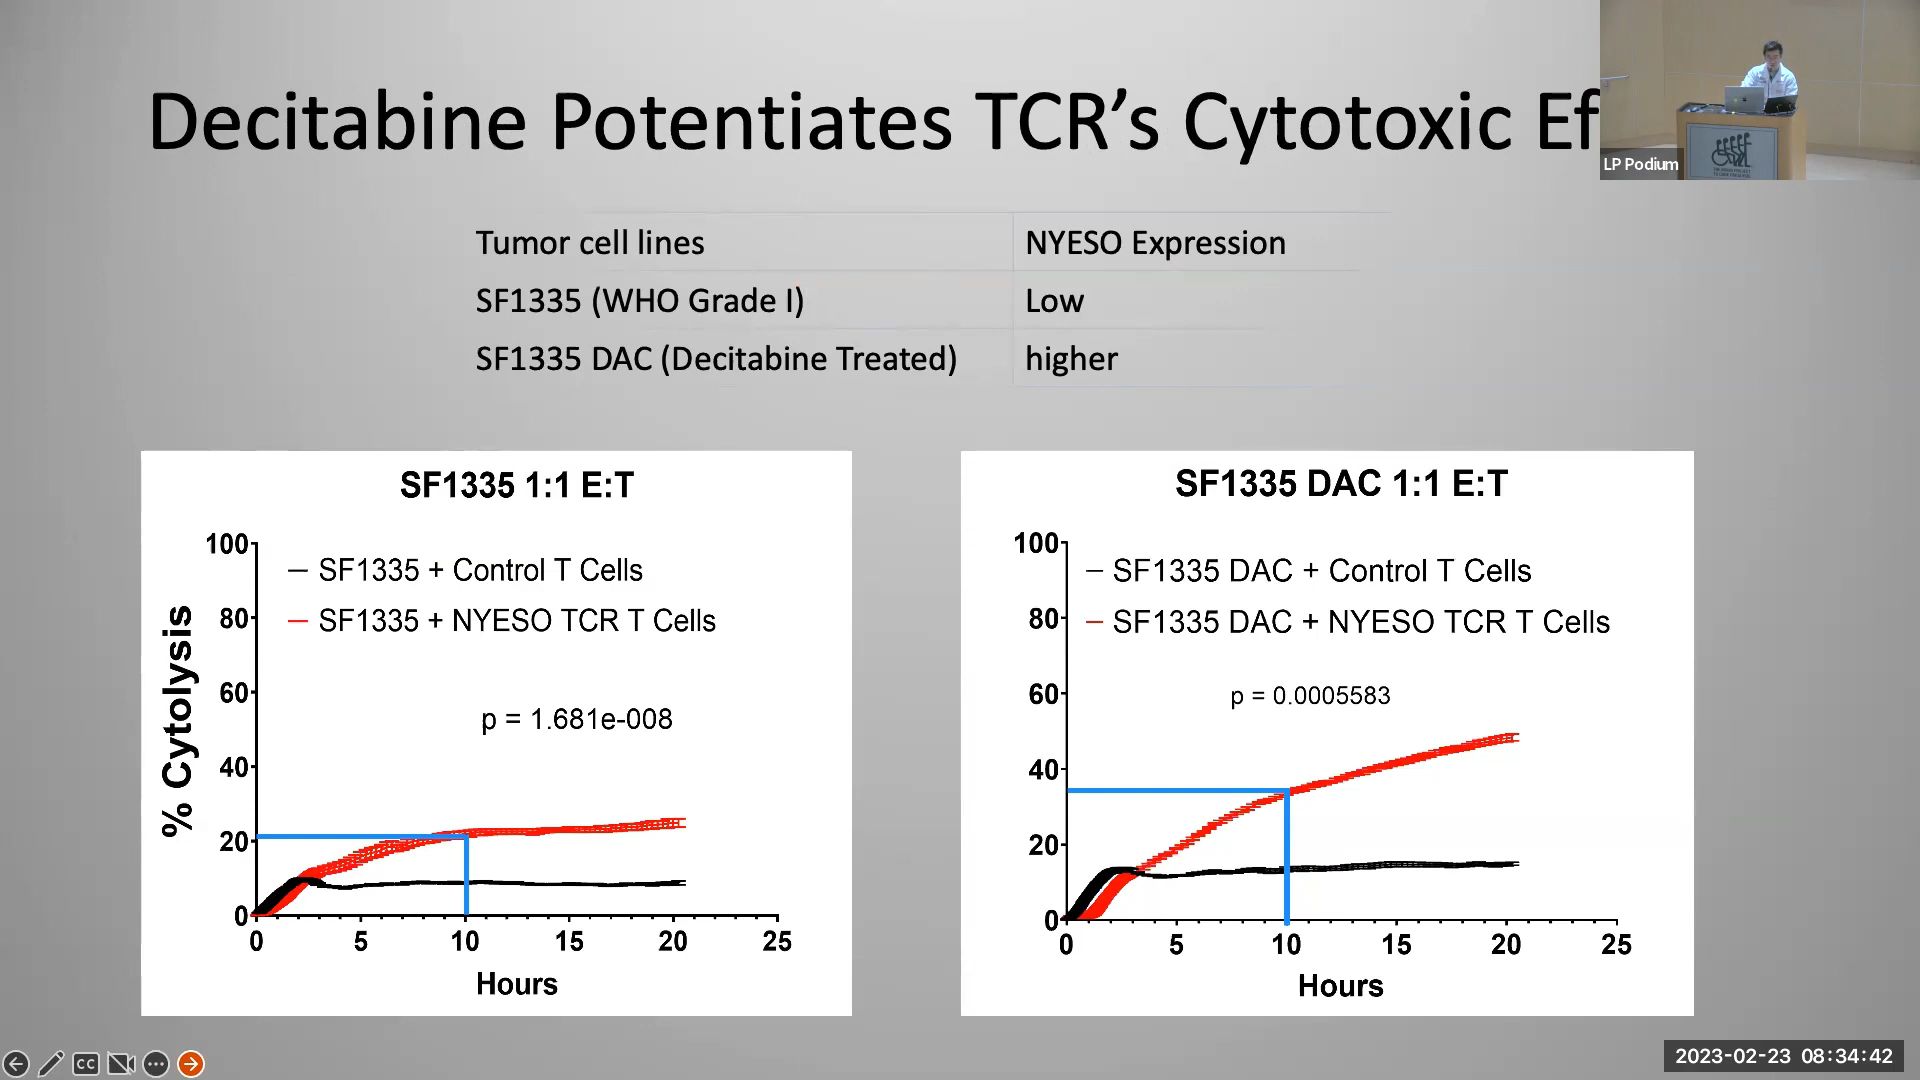 Decitabine Potentiates TCR's Cytotoxic Ef
LP Podium
Tumor cell lines NYESO Expression
SF1335 (WHO Grade I) Low
SF1335 DAC (Decitabine Treated) higher
SF1335 1:1 E:T
100
80
60
40
20
0
% Cytolysis
SF1335 + Control T Cells
SF1335 + NYESO TCR T Cells
p = 1.681e-008
0 5 10 15 20 25
Hours
SF1335 DAC 1:1 E:T
100
80
60
40
20
0
SF1335 DAC + Control T Cells
SF1335 DAC + NYESO TCR T Cells
p = 0.0005583
0 5 10 15 20 25
Hours
CC
2023-02-23 08:34:42